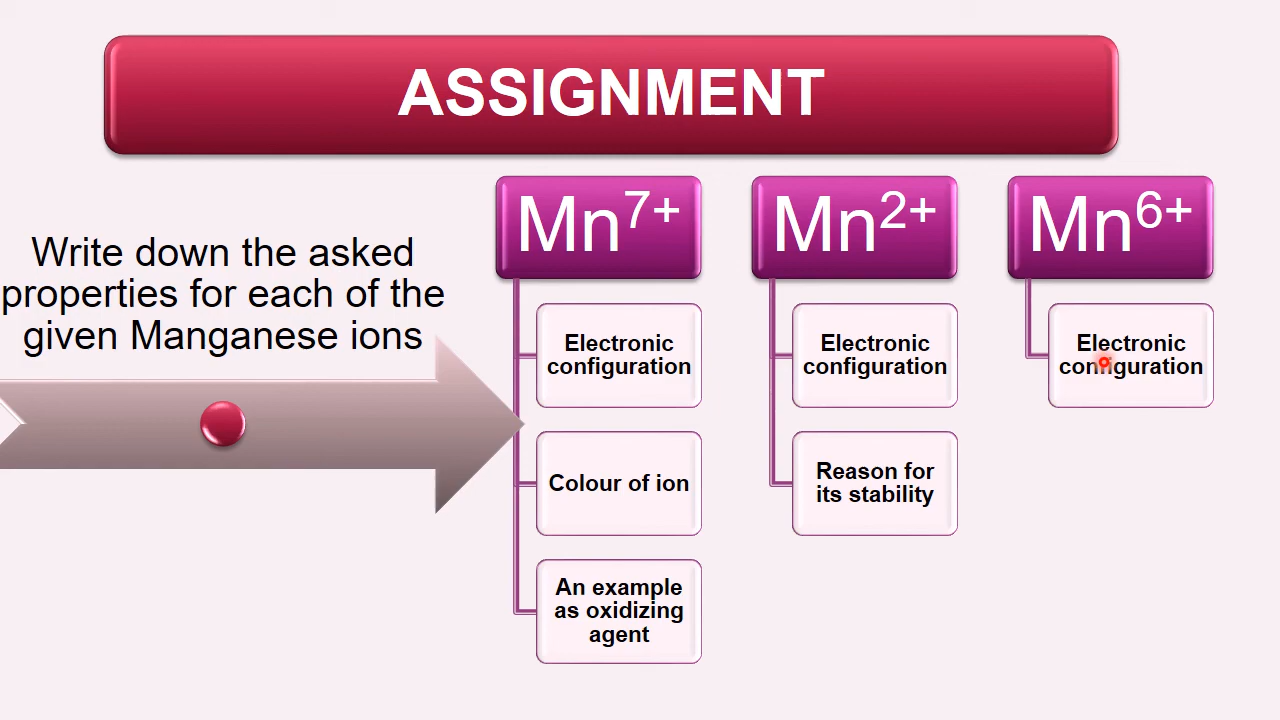 ASSIGNMENT
Write down the asked
properties for each of the
given Manganese ions
Mn⁷⁺
Electronic
configuration
Colour of ion
An example
as oxidizing
agent
Mn²⁺
Electronic
configuration
Reason for
its stability
Mn⁶⁺
Electronic
configuration